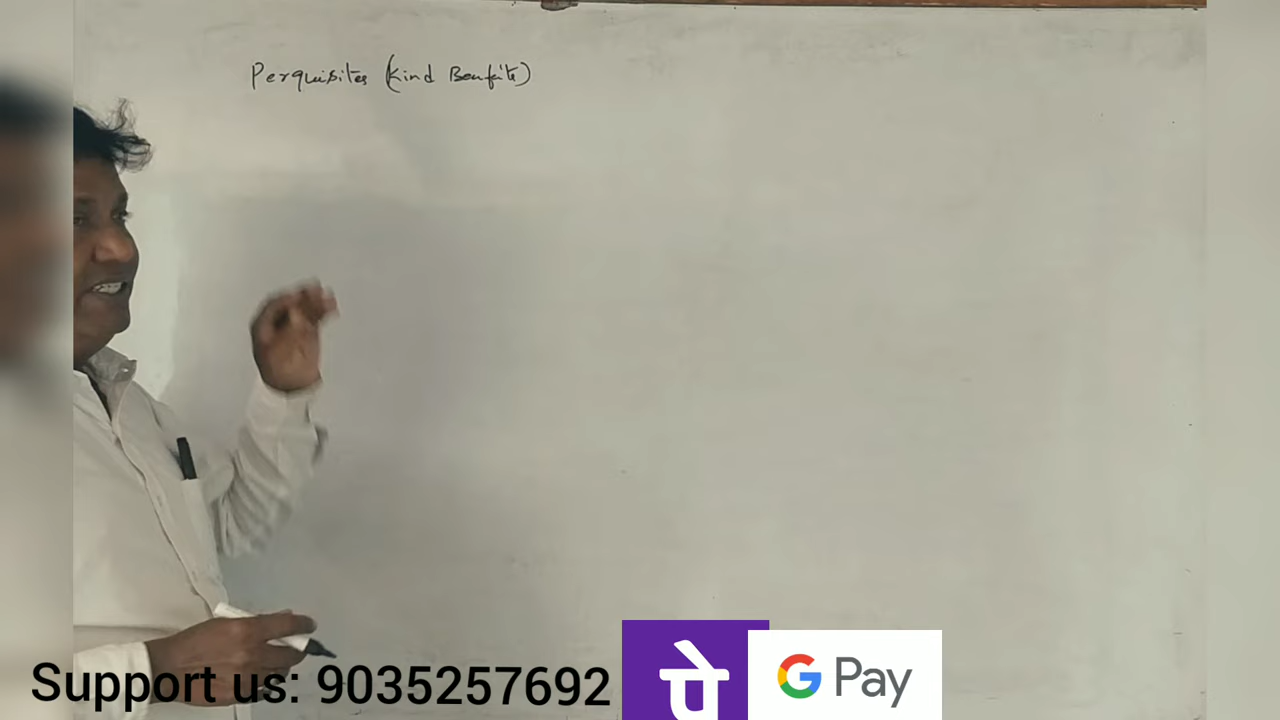 Perquisites (Kind Benefits)
Support us: 9035257692
पे
G Pay